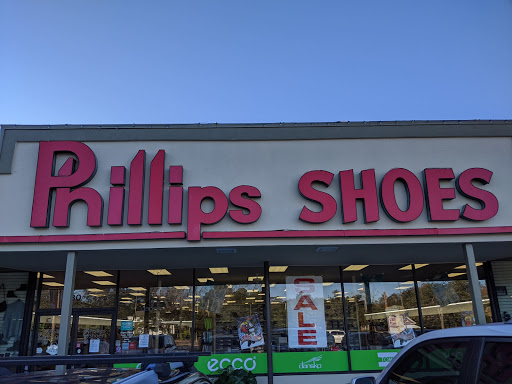 Phillips SHOES
SALE
ecco
dansko